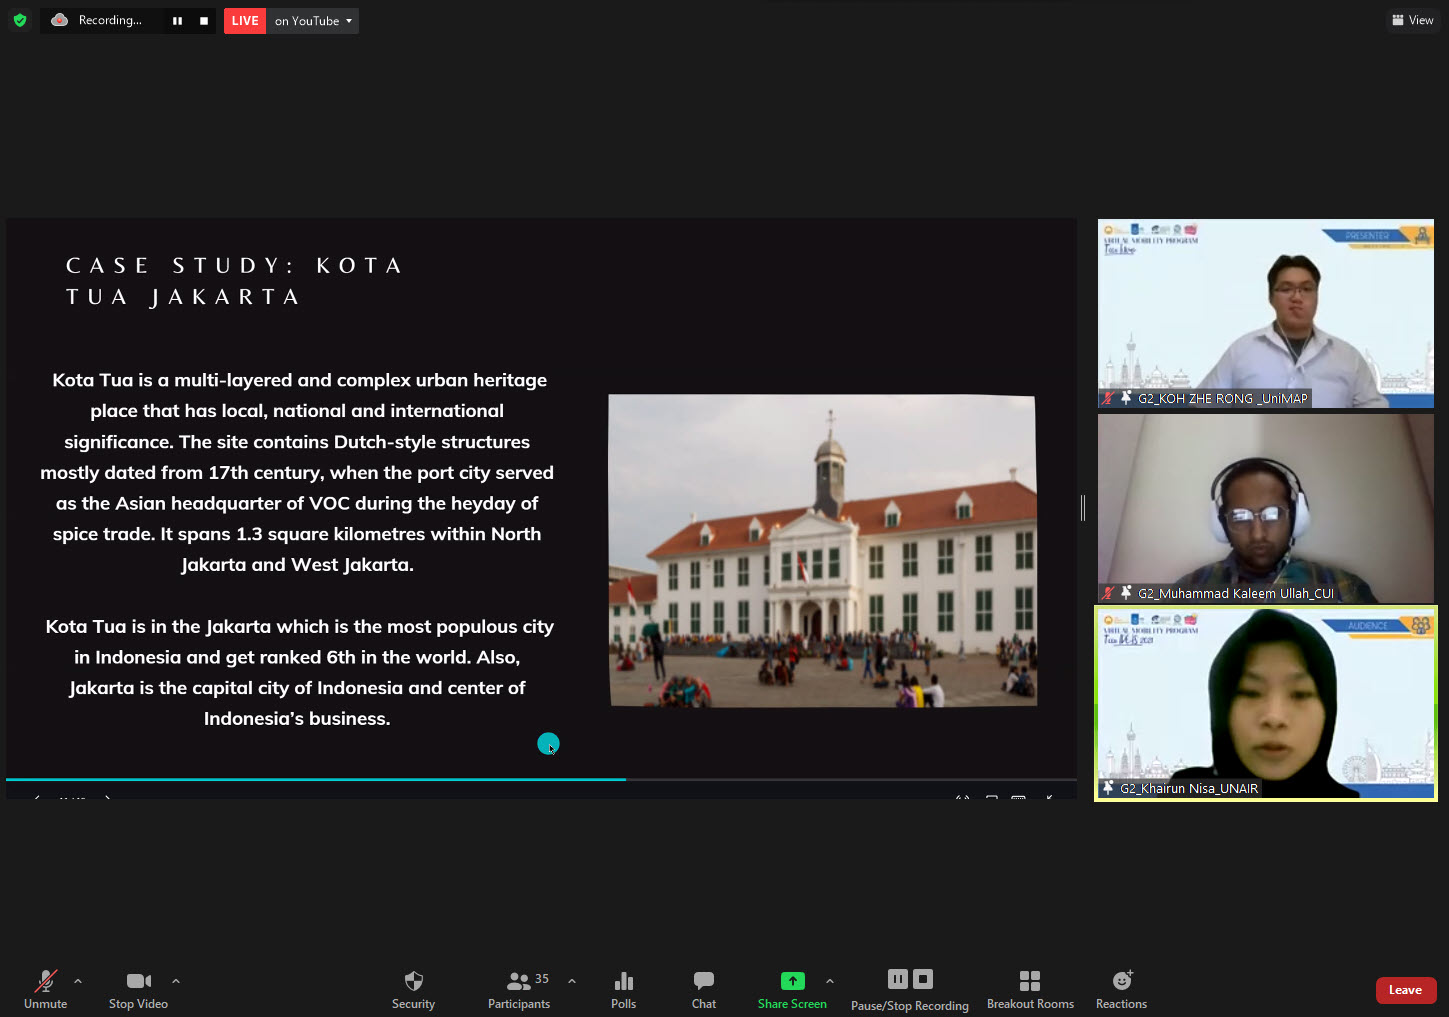 Recording...
LIVE
on YouTube
View
CASE STUDY: KOTA
TUA JAKARTA
Kota Tua is a multi-layered and complex urban heritage
place that has local, national and international
significance. The site contains Dutch-style structures
mostly dated from 17th century, when the port city served
as the Asian headquarter of VOC during the heyday of
spice trade. It spans 1.3 square kilometres within North
Jakarta and West Jakarta.
Kota Tua is in the Jakarta which is the most populous city
in Indonesia and get ranked 6th in the world. Also,
Jakarta is the capital city of Indonesia and center of
Indonesia's business.
VIRTUAL MOBILITY PROGRAM
PRESENTER
G2_KOH ZHE RONG _UniMAP
G2_Muhammad Kaleem Ullah_CUI
VIRTUAL MOBILITY PROGRAM
AUDIENCE
G2_Khairun Nisa_UNAIR
Unmute
Stop Video
Security
35
Participants
Polls
Chat
Share Screen
Pause/Stop Recording
Breakout Rooms
Reactions
Leave